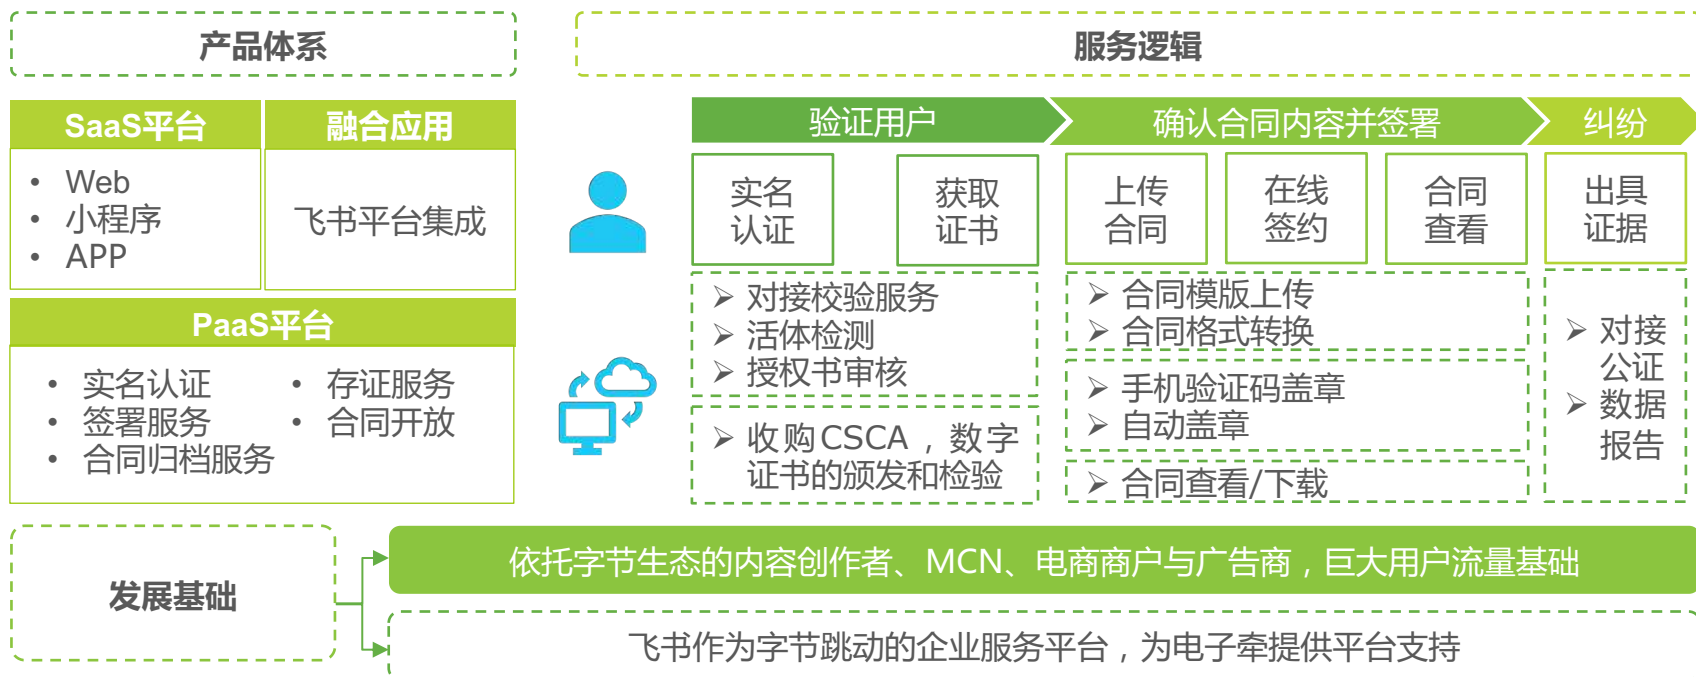 产品体系
服务逻辑
SaaS平台
融合应用
• Web
• 小程序
• APP
飞书平台集成
PaaS平台
• 实名认证
• 签署服务
• 合同归档服务
• 存证服务
• 合同开放
验证用户
确认合同内容并签署
纠纷
实名
认证
获取
证书
上传
合同
在线
签约
合同
查看
出具
证据
➢ 对接校验服务
➢ 活体检测
➢ 授权书审核
➢ 收购CSCA，数字
证书的颁发和检验
➢ 合同模版上传
➢ 合同格式转换
➢ 手机验证码盖章
➢ 自动盖章
➢ 合同查看/下载
➢ 对接
公证
➢ 数据
报告
发展基础
依托字节生态的内容创作者、MCN、电商商户与广告商，巨大用户流量基础
飞书作为字节跳动的企业服务平台，为电子牵提供平台支持